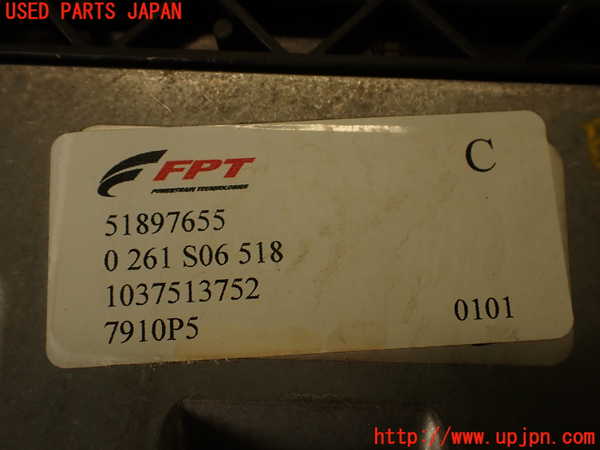 USED PARTS JAPAN
FPT
POWERTRAIN TECHNOLOGIES
C
51897655
0 261 S06 518
1037513752
7910P5
0101
http://www.upjpn.com